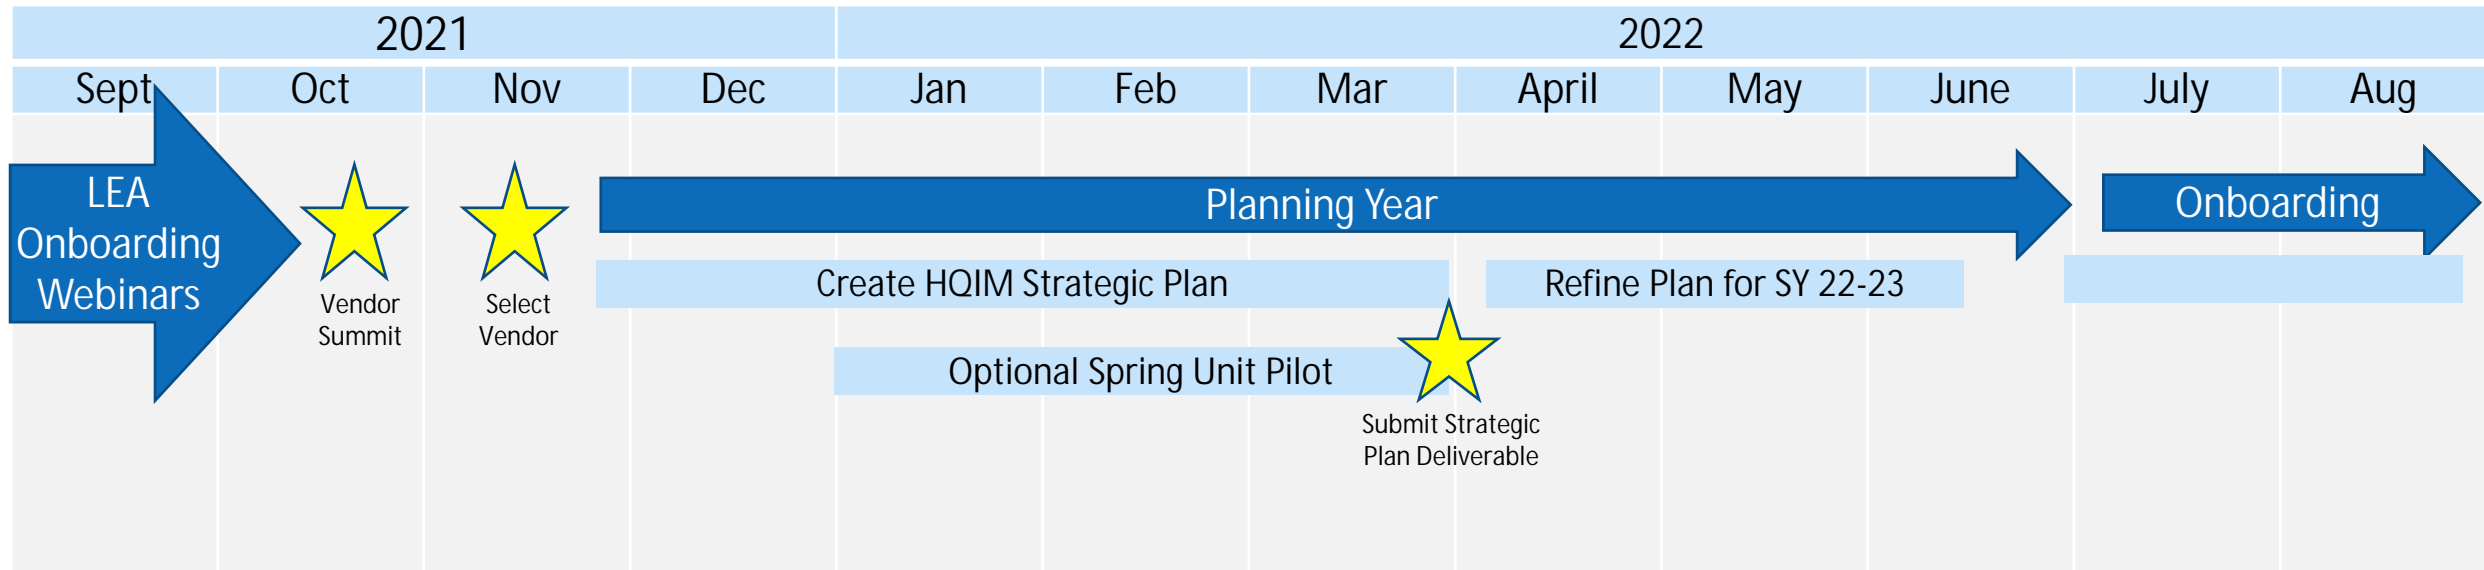 2021
2022
Sept
Oct
Nov
Dec
Jan
Feb
Mar
April
May
June
July
Aug
LEA
Onboarding
Webinars
Vendor
Summit
Select
Vendor
Planning Year
Onboarding
Create HQIM Strategic Plan
Refine Plan for SY 22-23
Optional Spring Unit Pilot
Submit Strategic
Plan Deliverable